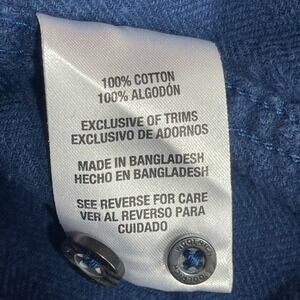 100% COTTON
100% ALGODÓN
EXCLUSIVE OF TRIMS
EXCLUSIVO DE ADORNOS
MADE IN BANGLADESH
HECHO EN BANGLADESH
SEE REVERSE FOR CARE
VER AL REVERSO PARA
CUIDADO
WOOLRICH